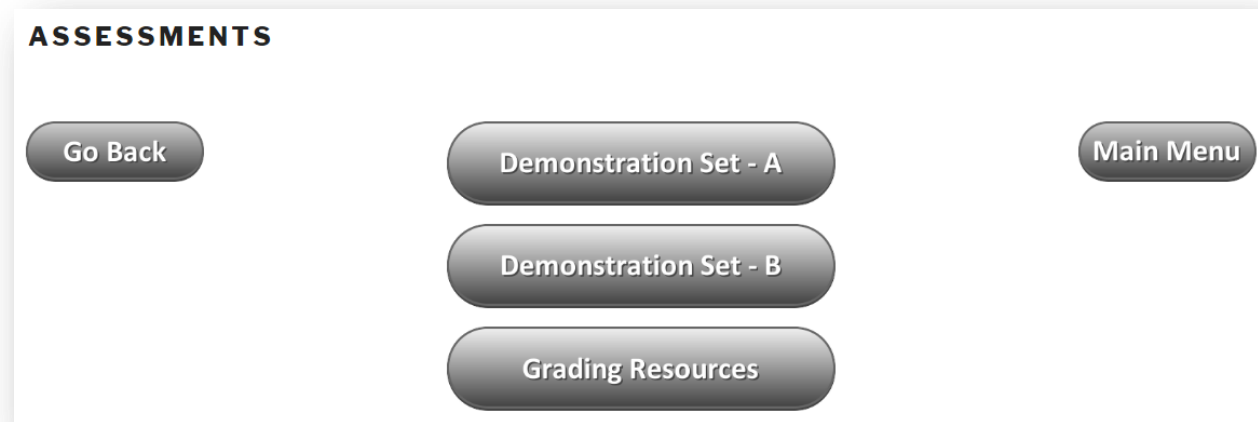 ASSESSMENTS
Go Back
Demonstration Set - A
Main Menu
Demonstration Set - B
Grading Resources